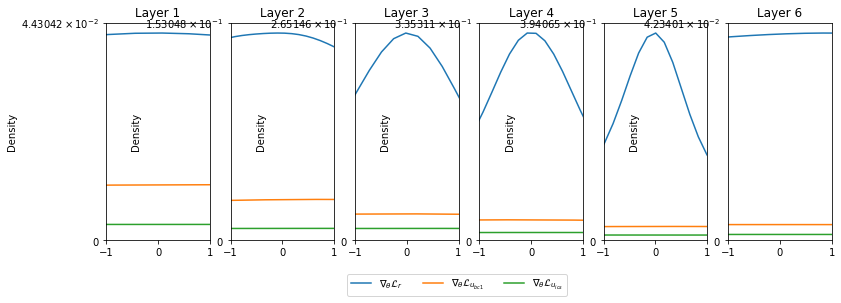 Layer 1 Layer 2 Layer 3 Layer 4 Layer 5 Layer 6
4.43042 × 10⁻² 1.53048 × 10⁻¹ 2.65146 × 10⁻¹ 3.35311 × 10⁻¹ 3.94065 × 10⁻¹ 4.23401 × 10⁻²
Density Density Density Density Density Density
0 0 0 0 0 0
−1 0 1 −1 0 1 −1 0 1 −1 0 1 −1 0 1 −1 0 1
∇θℒr ∇θℒu_bc1 ∇θℒu_ics